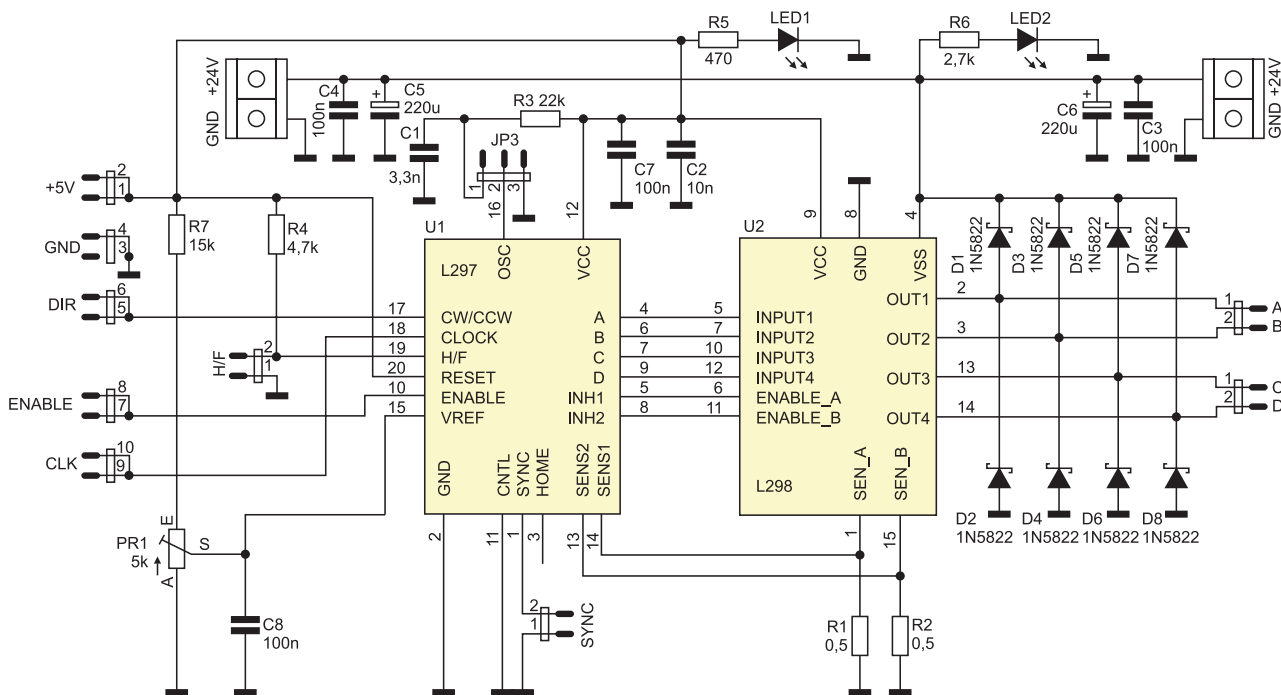 R5
470
LED1
R6
2,7k
LED2
GND +24V
C4
100n
+
C5
220u
R3 22k
C1
3,3n
JP3
1
2
3
C7
100n
C2
10n
+
C6
220u
C3
100n
GND +24V
+5V
2
1
GND
4
3
DIR
6
5
H/F
2
1
ENABLE
8
7
CLK
10
9
R7
15k
R4
4,7k
16
12
U1
L297
OSC
VCC
17
CW/CCW
18
CLOCK
19
H/F
20
RESET
10
ENABLE
15
VREF
A
4
B
6
C
7
D
9
INH1
5
INH2
8
GND
CNTL
SYNC
HOME
SENS2
SENS1
2
11
1
3
13
14
9
8
4
U2
VCC
GND
VSS
5
INPUT1
7
INPUT2
10
INPUT3
12
INPUT4
6
ENABLE_A
11
ENABLE_B
OUT1
2
OUT2
3
OUT3
13
OUT4
14
SEN_A
SEN_B
L298
1
15
D1
1N5822
D3
1N5822
D5
1N5822
D7
1N5822
1
A
2
B
1
C
2
D
D2
1N5822
D4
1N5822
D6
1N5822
D8
1N5822
PR1
5k
E
S
A
C8
100n
2
1
SYNC
R1
0,5
R2
0,5